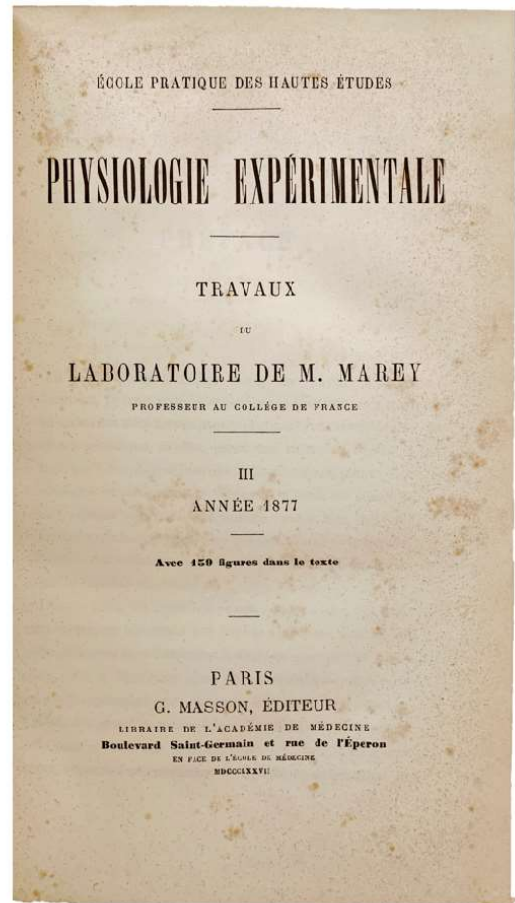 ÉCOLE PRATIQUE DES HAUTES ÉTUDES
PHYSIOLOGIE EXPÉRIMENTALE
TRAVAUX
DU
LABORATOIRE DE M. MAREY
PROFESSEUR AU COLLÉGE DE FRANCE
III
ANNÉE 1877
Avec 159 figures dans le texte
PARIS
G. MASSON, ÉDITEUR
LIBRAIRE DE L'ACADÉMIE DE MÉDECINE
Boulevard Saint-Germain et rue de l'Éperon
EN FACE DE L'ÉCOLE DE MÉDECINE
MDCCCLXXVII